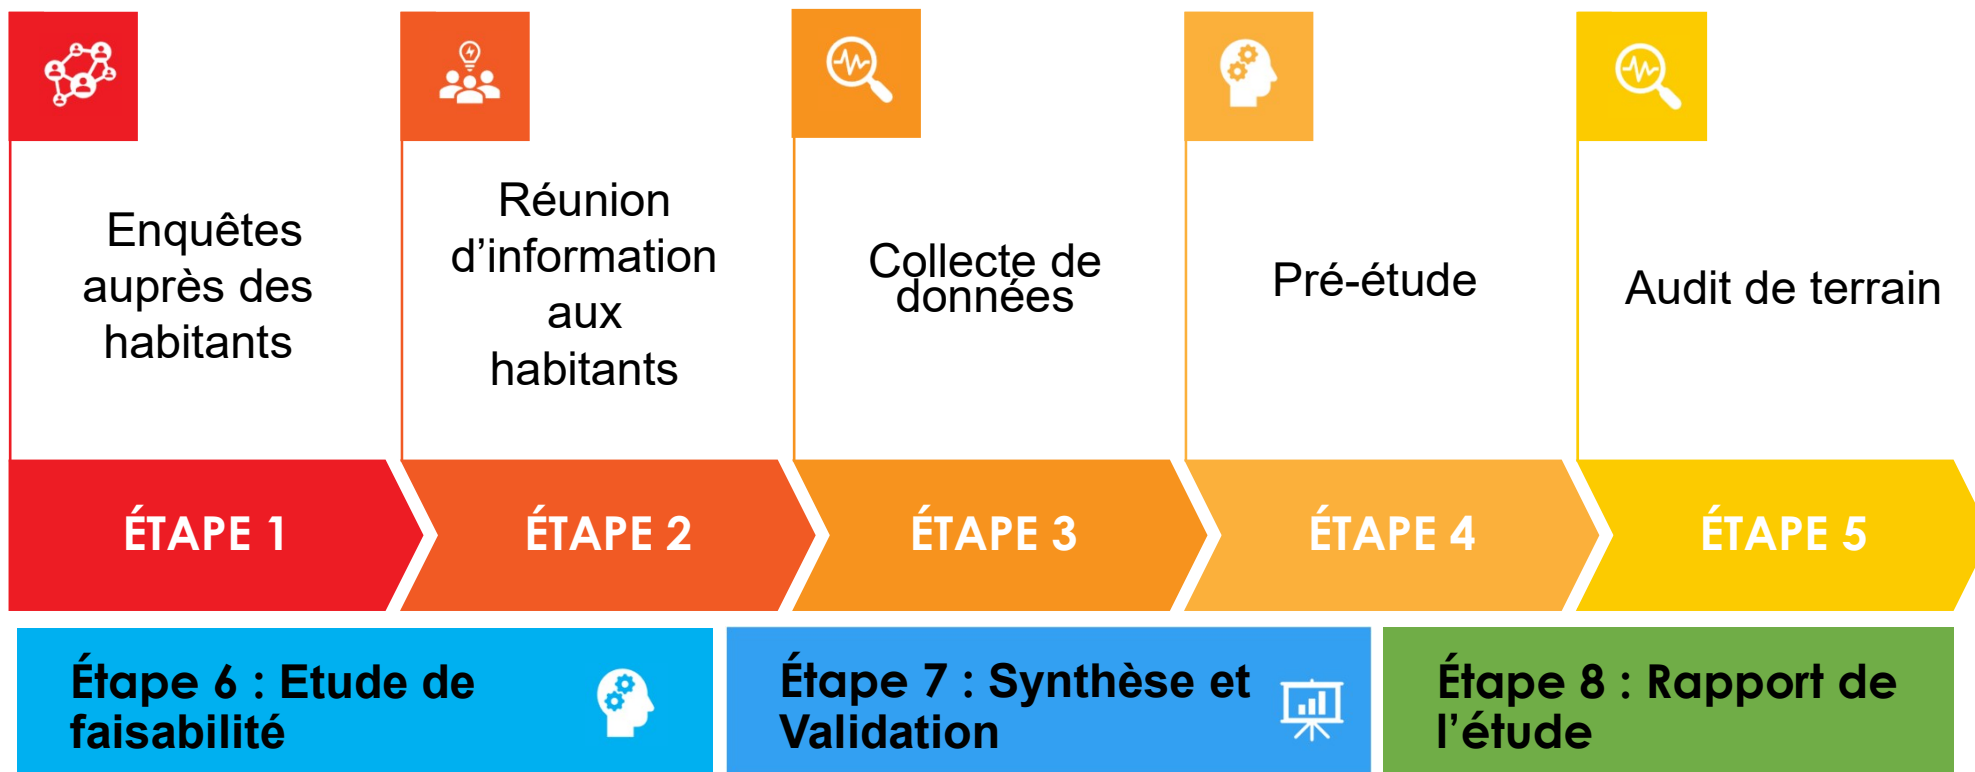 Enquêtes
auprès des
habitants
Réunion
d’information
aux
habitants
Collecte de
données
Pré-étude
Audit de terrain
ÉTAPE 1
ÉTAPE 2
ÉTAPE 3
ÉTAPE 4
ÉTAPE 5
Étape 6 : Etude de
faisabilité
Étape 7 : Synthèse et
Validation
Étape 8 : Rapport de
l’étude